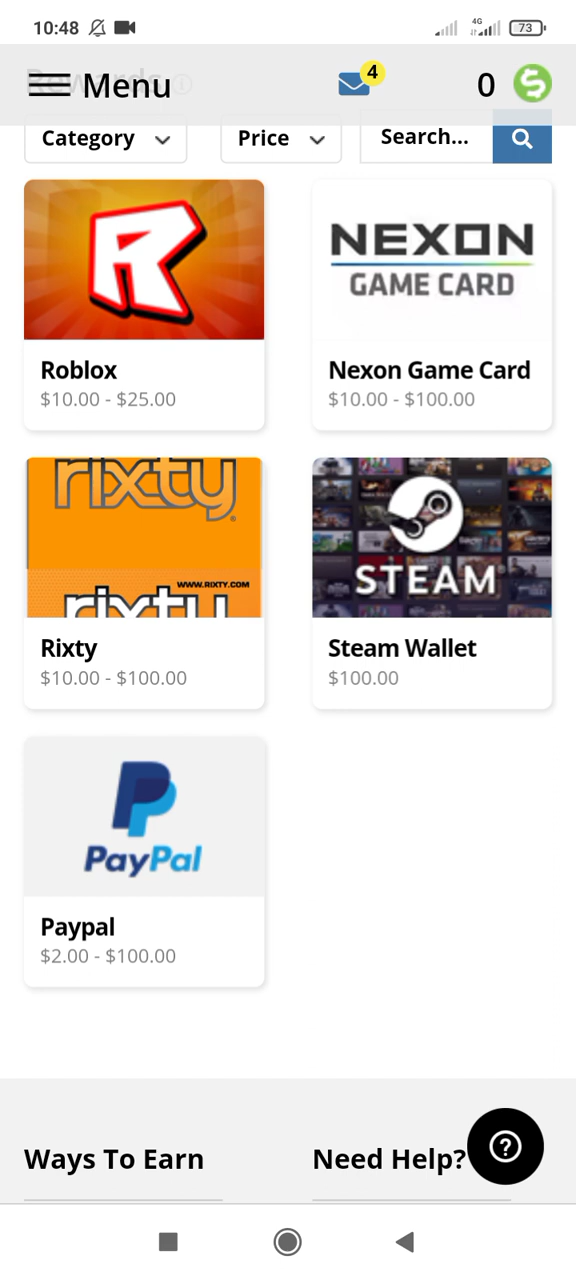 10:48
4G
73
Rewards
Menu
4
0
Category
Price
Search...
R
NEXON
GAME CARD
Roblox
$10.00 - $25.00
Nexon Game Card
$10.00 - $100.00
rixty
WWW.RIXTY.COM
rixty
STEAM
Rixty
$10.00 - $100.00
Steam Wallet
$100.00
PayPal
Paypal
$2.00 - $100.00
Ways To Earn
Need Help?